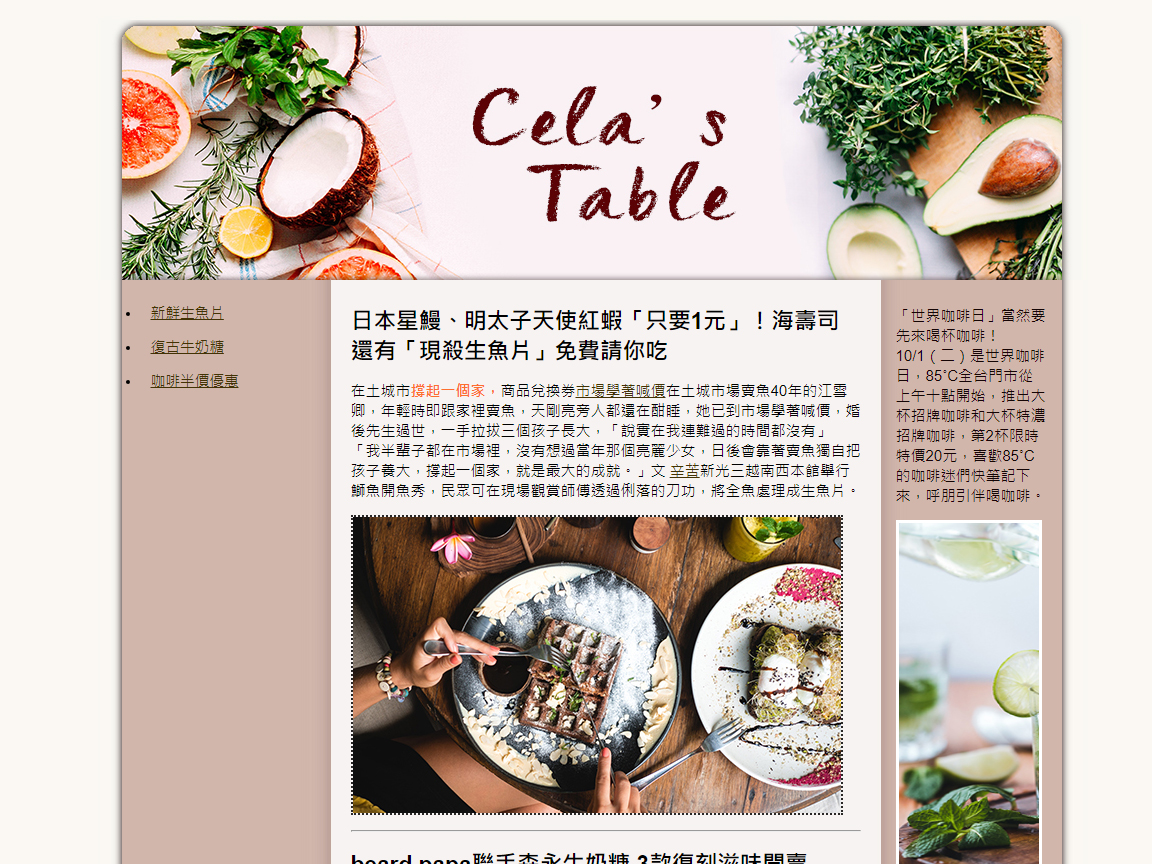 Cela's
Table
新鮮生魚片
復古牛奶糖
咖啡半價優惠
日本星鰻、明太子天使紅蝦「只要1元」！海壽司
還有「現殺生魚片」免費請你吃
在土城市撐起一個家，商品兌換券市場學著喊價在土城市場賣魚40年的江雪
卿，年輕時即跟家裡賣魚，天剛亮旁人都還在酣睡，她已到市場學著喊價，婚
後先生過世，一手拉拔三個孩子長大，「說實在我連難過的時間都沒有」
「我半輩子都在市場裡，沒有想過當年那個亮麗少女，日後會靠著賣魚獨自把
孩子養大，撐起一個家，就是最大的成就。」文 辛苦新光三越南西本館舉行
鰤魚開魚秀，民眾可在現場觀賞師傅透過俐落的刀功，將全魚處理成生魚片。
beard papa聯手森永牛奶糖 3款復刻滋味開賣
「世界咖啡日」當然要
先來喝杯咖啡！
10/1（二）是世界咖啡
日，85˚C全台門市從
上午十點開始，推出大
杯招牌咖啡和大杯特濃
招牌咖啡，第2杯限時
特價20元，喜歡85˚C
的咖啡迷們快筆記下
來，呼朋引伴喝咖啡。